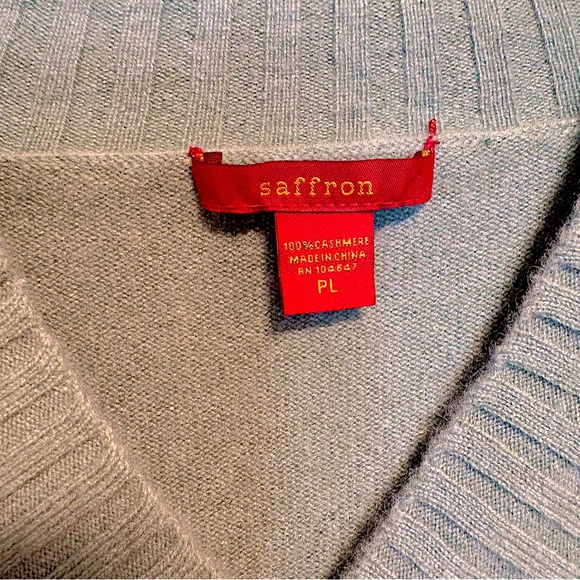 saffron
100% CASHMERE
MADE IN CHINA
RN 104647
PL